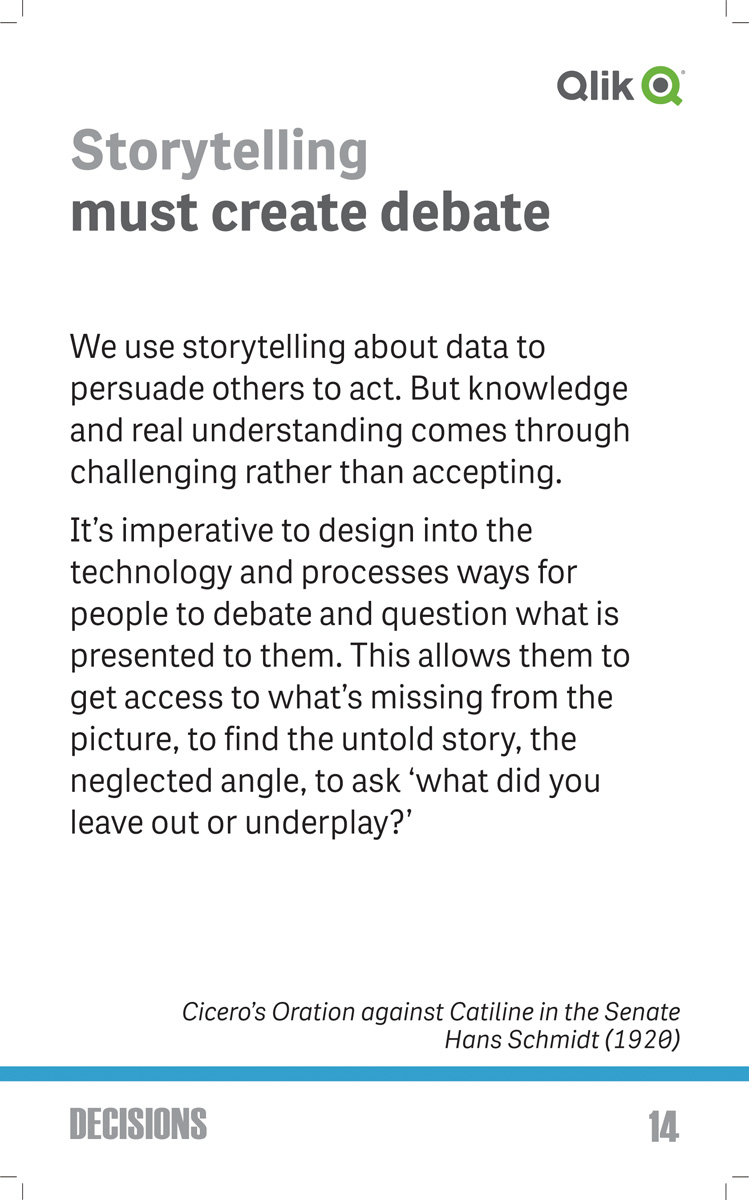 Qlik
Storytelling
must create debate
We use storytelling about data to
persuade others to act. But knowledge
and real understanding comes through
challenging rather than accepting.
It’s imperative to design into the
technology and processes ways for
people to debate and question what is
presented to them. This allows them to
get access to what’s missing from the
picture, to find the untold story, the
neglected angle, to ask ‘what did you
leave out or underplay?’
Cicero’s Oration against Catiline in the Senate
Hans Schmidt (1920)
DECISIONS
14